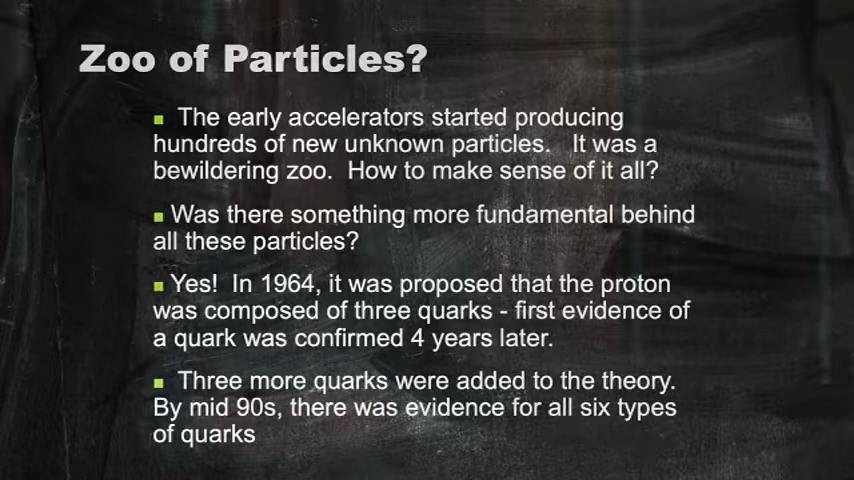 Zoo of Particles?
▪ The early accelerators started producing
hundreds of new unknown particles. It was a
bewildering zoo. How to make sense of it all?
▪ Was there something more fundamental behind
all these particles?
▪ Yes! In 1964, it was proposed that the proton
was composed of three quarks - first evidence of
a quark was confirmed 4 years later.
▪ Three more quarks were added to the theory.
By mid 90s, there was evidence for all six types
of quarks